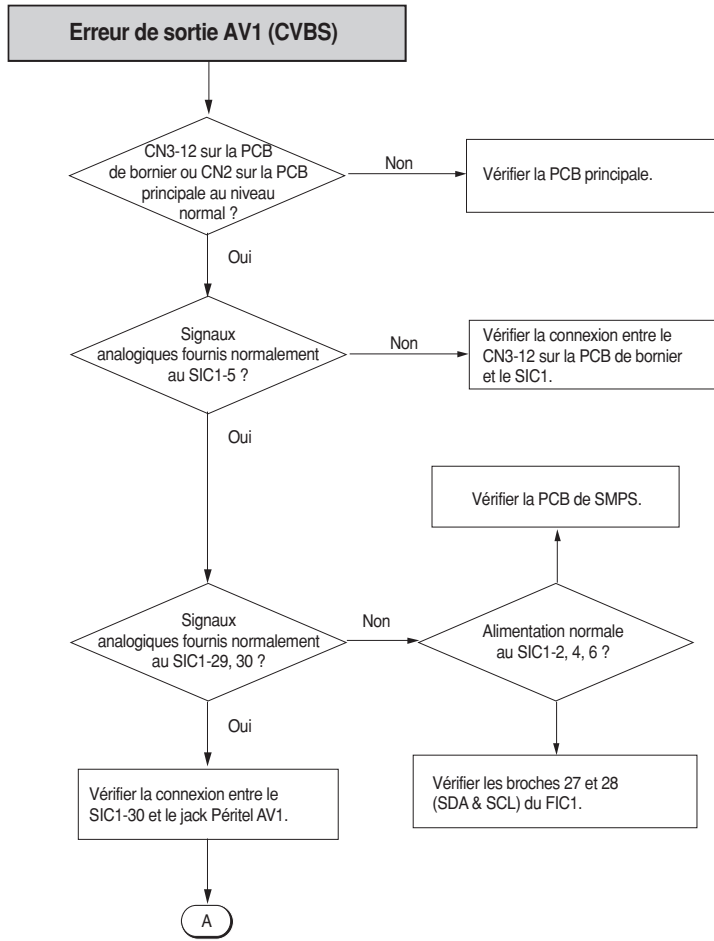 Erreur de sortie AV1 (CVBS)
CN3-12 sur la PCB
de bornier ou CN2 sur la PCB
principale au niveau
normal ?
Non
Vérifier la PCB principale.
Oui
Signaux
analogiques fournis normalement
au SIC1-5 ?
Non
Vérifier la connexion entre le
CN3-12 sur la PCB de bornier
et le SIC1.
Oui
Vérifier la PCB de SMPS.
Signaux
analogiques fournis normalement
au SIC1-29, 30 ?
Non
Alimentation normale
au SIC1-2, 4, 6 ?
Oui
Vérifier la connexion entre le
SIC1-30 et le jack Péritel AV1.
Vérifier les broches 27 et 28
(SDA & SCL) du FIC1.
A